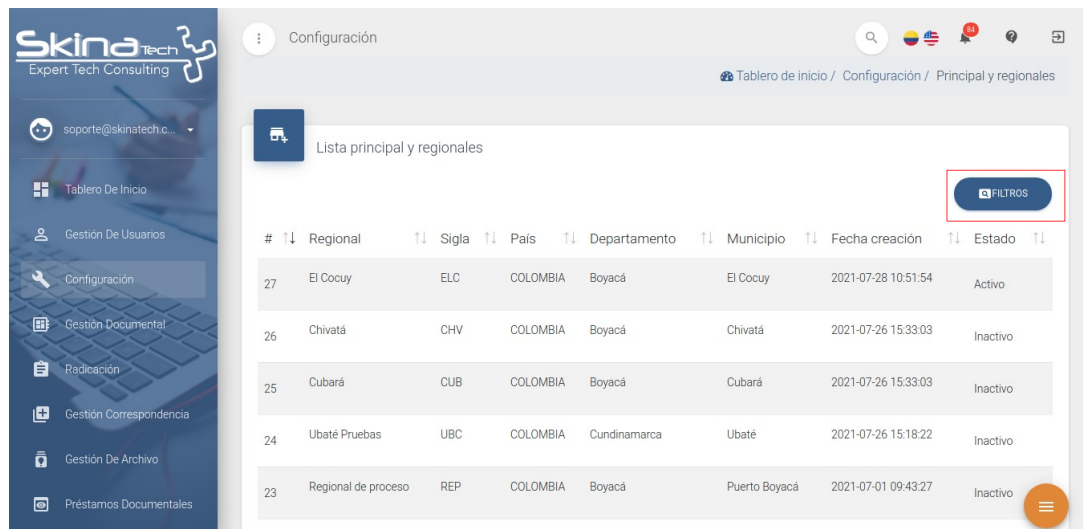 Skina Tech
Expert Tech Consulting
soporte@skinatech.c...
Tablero De Inicio
Gestión De Usuarios
Configuración
Gestión Documental
Radicación
Gestión Correspondencia
Gestión De Archivo
Préstamos Documentales
Configuración
84
Tablero de inicio / Configuración / Principal y regionales
Lista principal y regionales
FILTROS
# Regional Sigla País Departamento Municipio Fecha creación Estado
27 El Cocuy ELC COLOMBIA Boyacá El Cocuy 2021-07-28 10:51:54 Activo
26 Chivatá CHV COLOMBIA Boyacá Chivatá 2021-07-26 15:33:03 Inactivo
25 Cubará CUB COLOMBIA Boyacá Cubará 2021-07-26 15:33:03 Inactivo
24 Ubaté Pruebas UBC COLOMBIA Cundinamarca Ubaté 2021-07-26 15:18:22 Inactivo
23 Regional de proceso REP COLOMBIA Boyacá Puerto Boyacá 2021-07-01 09:43:27 Inactivo